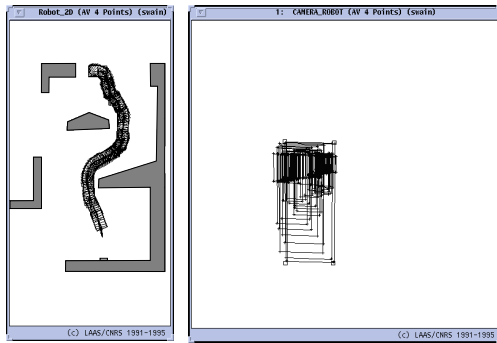 Robot_2D (AV 4 Points) (swain)
1: CAMERA_ROBOT (AV 4 Points) (swain)
(c) LAAS/CNRS 1991-1995
(c) LAAS/CNRS 1991-1995